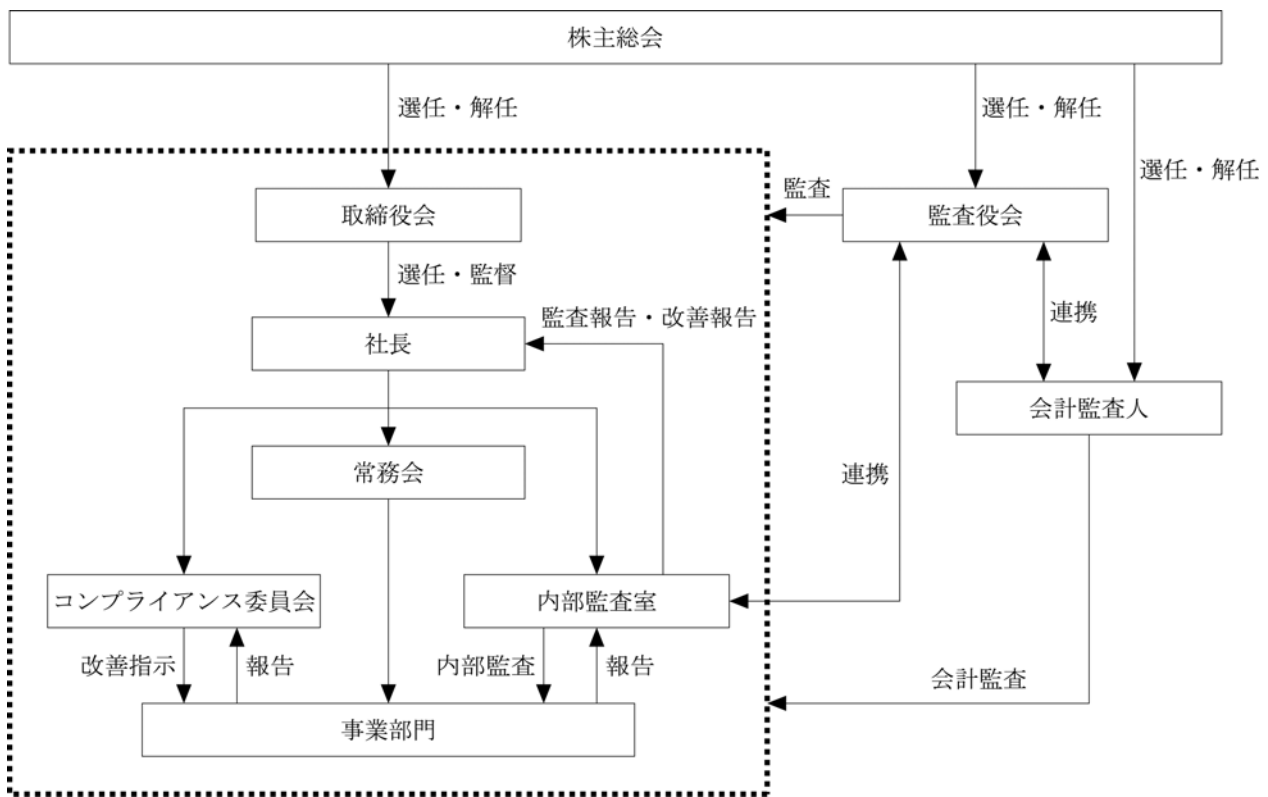 株主総会
選任・解任
選任・解任
選任・解任
監査
取締役会
監査役会
選任・監督
監査報告・改善報告
連携
社長
会計監査人
常務会
連携
コンプライアンス委員会
内部監査室
改善指示
報告
内部監査
報告
会計監査
事業部門